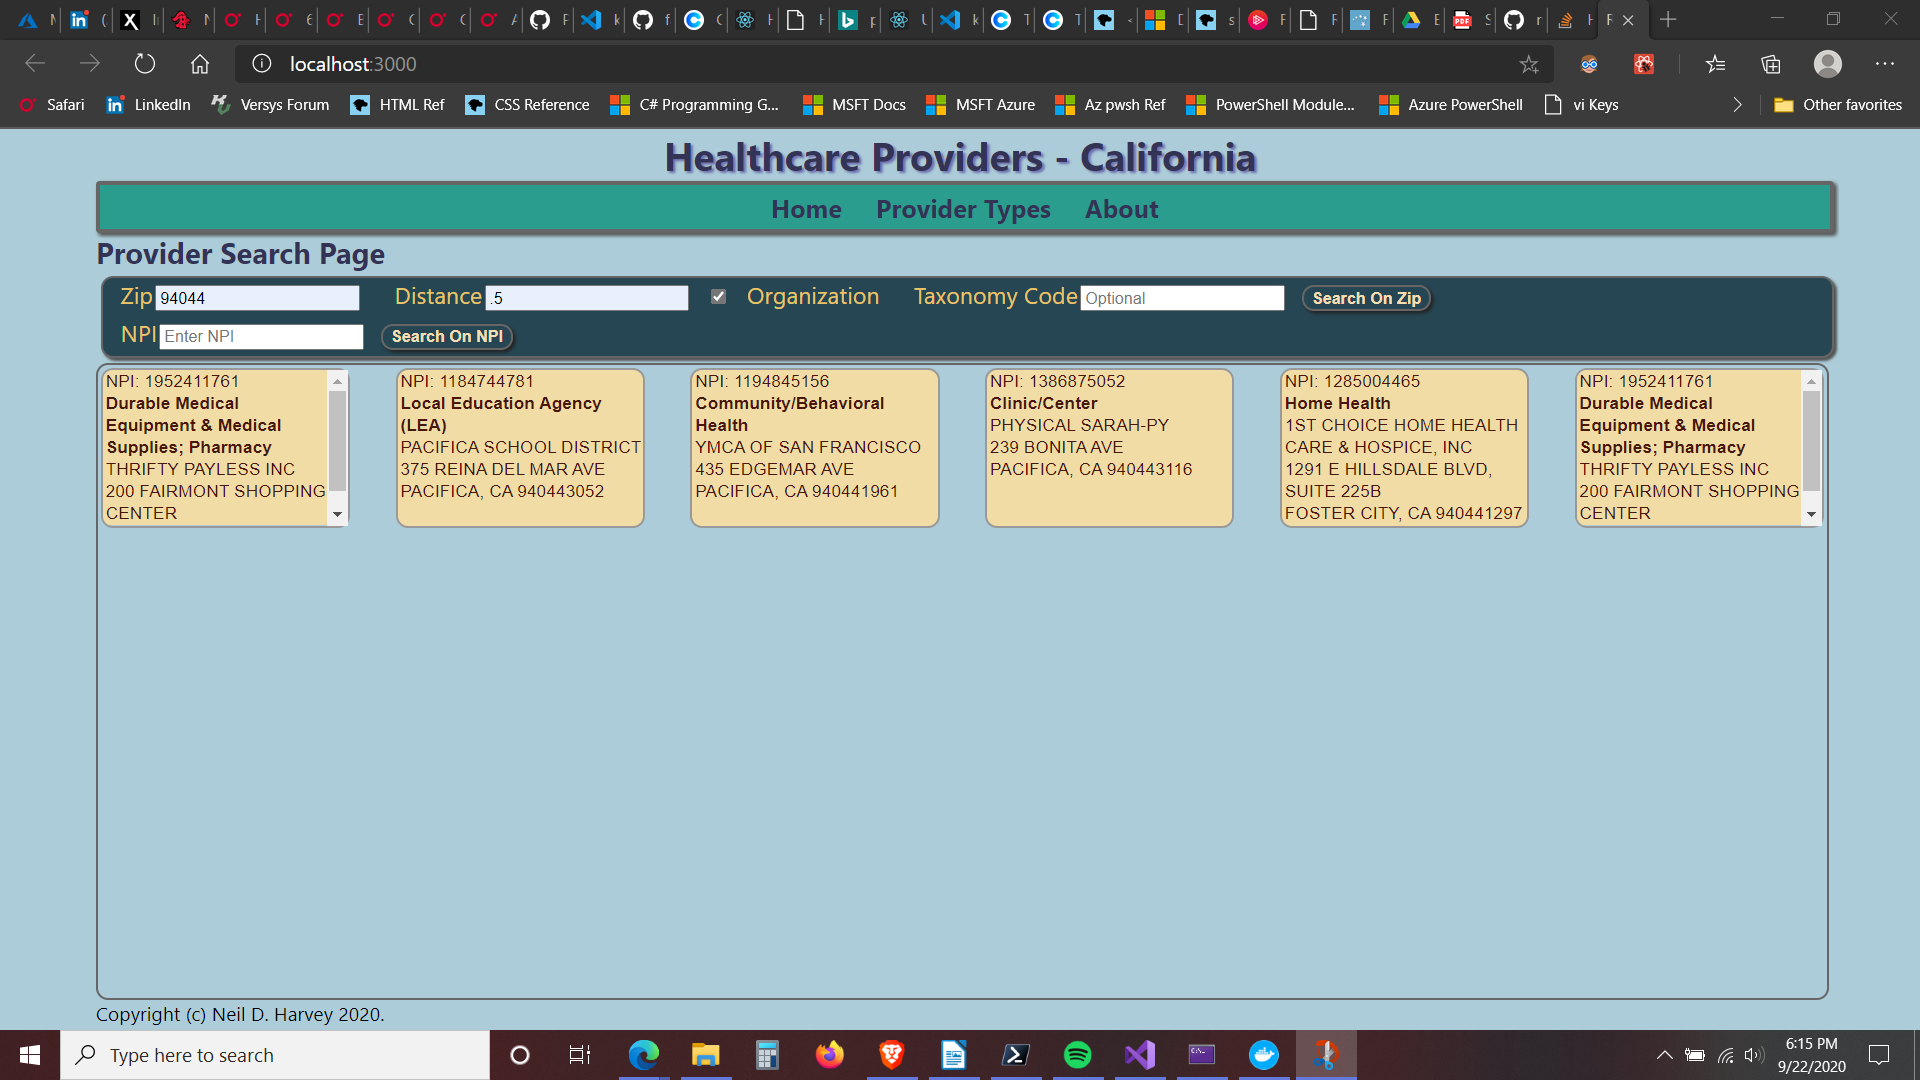 localhost:3000
Safari LinkedIn Versys Forum HTML Ref CSS Reference C# Programming G... MSFT Docs MSFT Azure Az pwsh Ref PowerShell Module... Azure PowerShell vi Keys Other favorites
Healthcare Providers - California
Home Provider Types About
Provider Search Page
Zip 94044 Distance .5 Organization Taxonomy Code Optional Search On Zip
NPI Enter NPI Search On NPI
NPI: 1952411761
Durable Medical
Equipment & Medical
Supplies; Pharmacy
THRIFTY PAYLESS INC
200 FAIRMONT SHOPPING
CENTER
NPI: 1184744781
Local Education Agency
(LEA)
PACIFICA SCHOOL DISTRICT
375 REINA DEL MAR AVE
PACIFICA, CA 940443052
NPI: 1194845156
Community/Behavioral
Health
YMCA OF SAN FRANCISCO
435 EDGEMAR AVE
PACIFICA, CA 940441961
NPI: 1386875052
Clinic/Center
PHYSICAL SARAH-PY
239 BONITA AVE
PACIFICA, CA 940443116
NPI: 1285004465
Home Health
1ST CHOICE HOME HEALTH
CARE & HOSPICE, INC
1291 E HILLSDALE BLVD,
SUITE 225B
FOSTER CITY, CA 940441297
NPI: 1952411761
Durable Medical
Equipment & Medical
Supplies; Pharmacy
THRIFTY PAYLESS INC
200 FAIRMONT SHOPPING
CENTER
Copyright (c) Neil D. Harvey 2020.
Type here to search
6:15 PM
9/22/2020